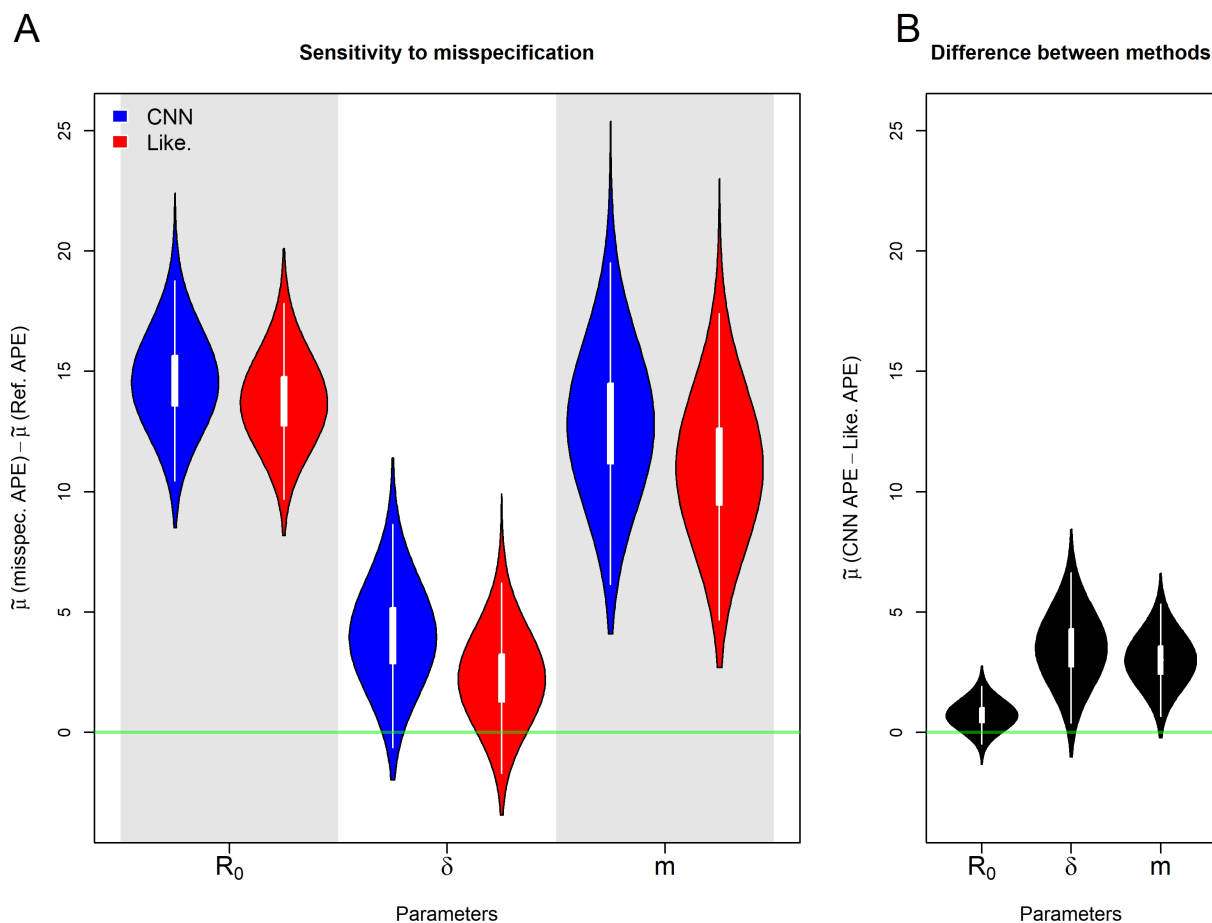 A
B
Sensitivity to misspecification
Difference between methods
CNN
Like.
25
20
15
10
5
0
μ̃ (misspec. APE) − μ̃ (Ref. APE)
R₀
δ
m
Parameters
25
20
15
10
5
0
μ̃ (CNN APE − Like. APE)
R₀
δ
m
Parameters